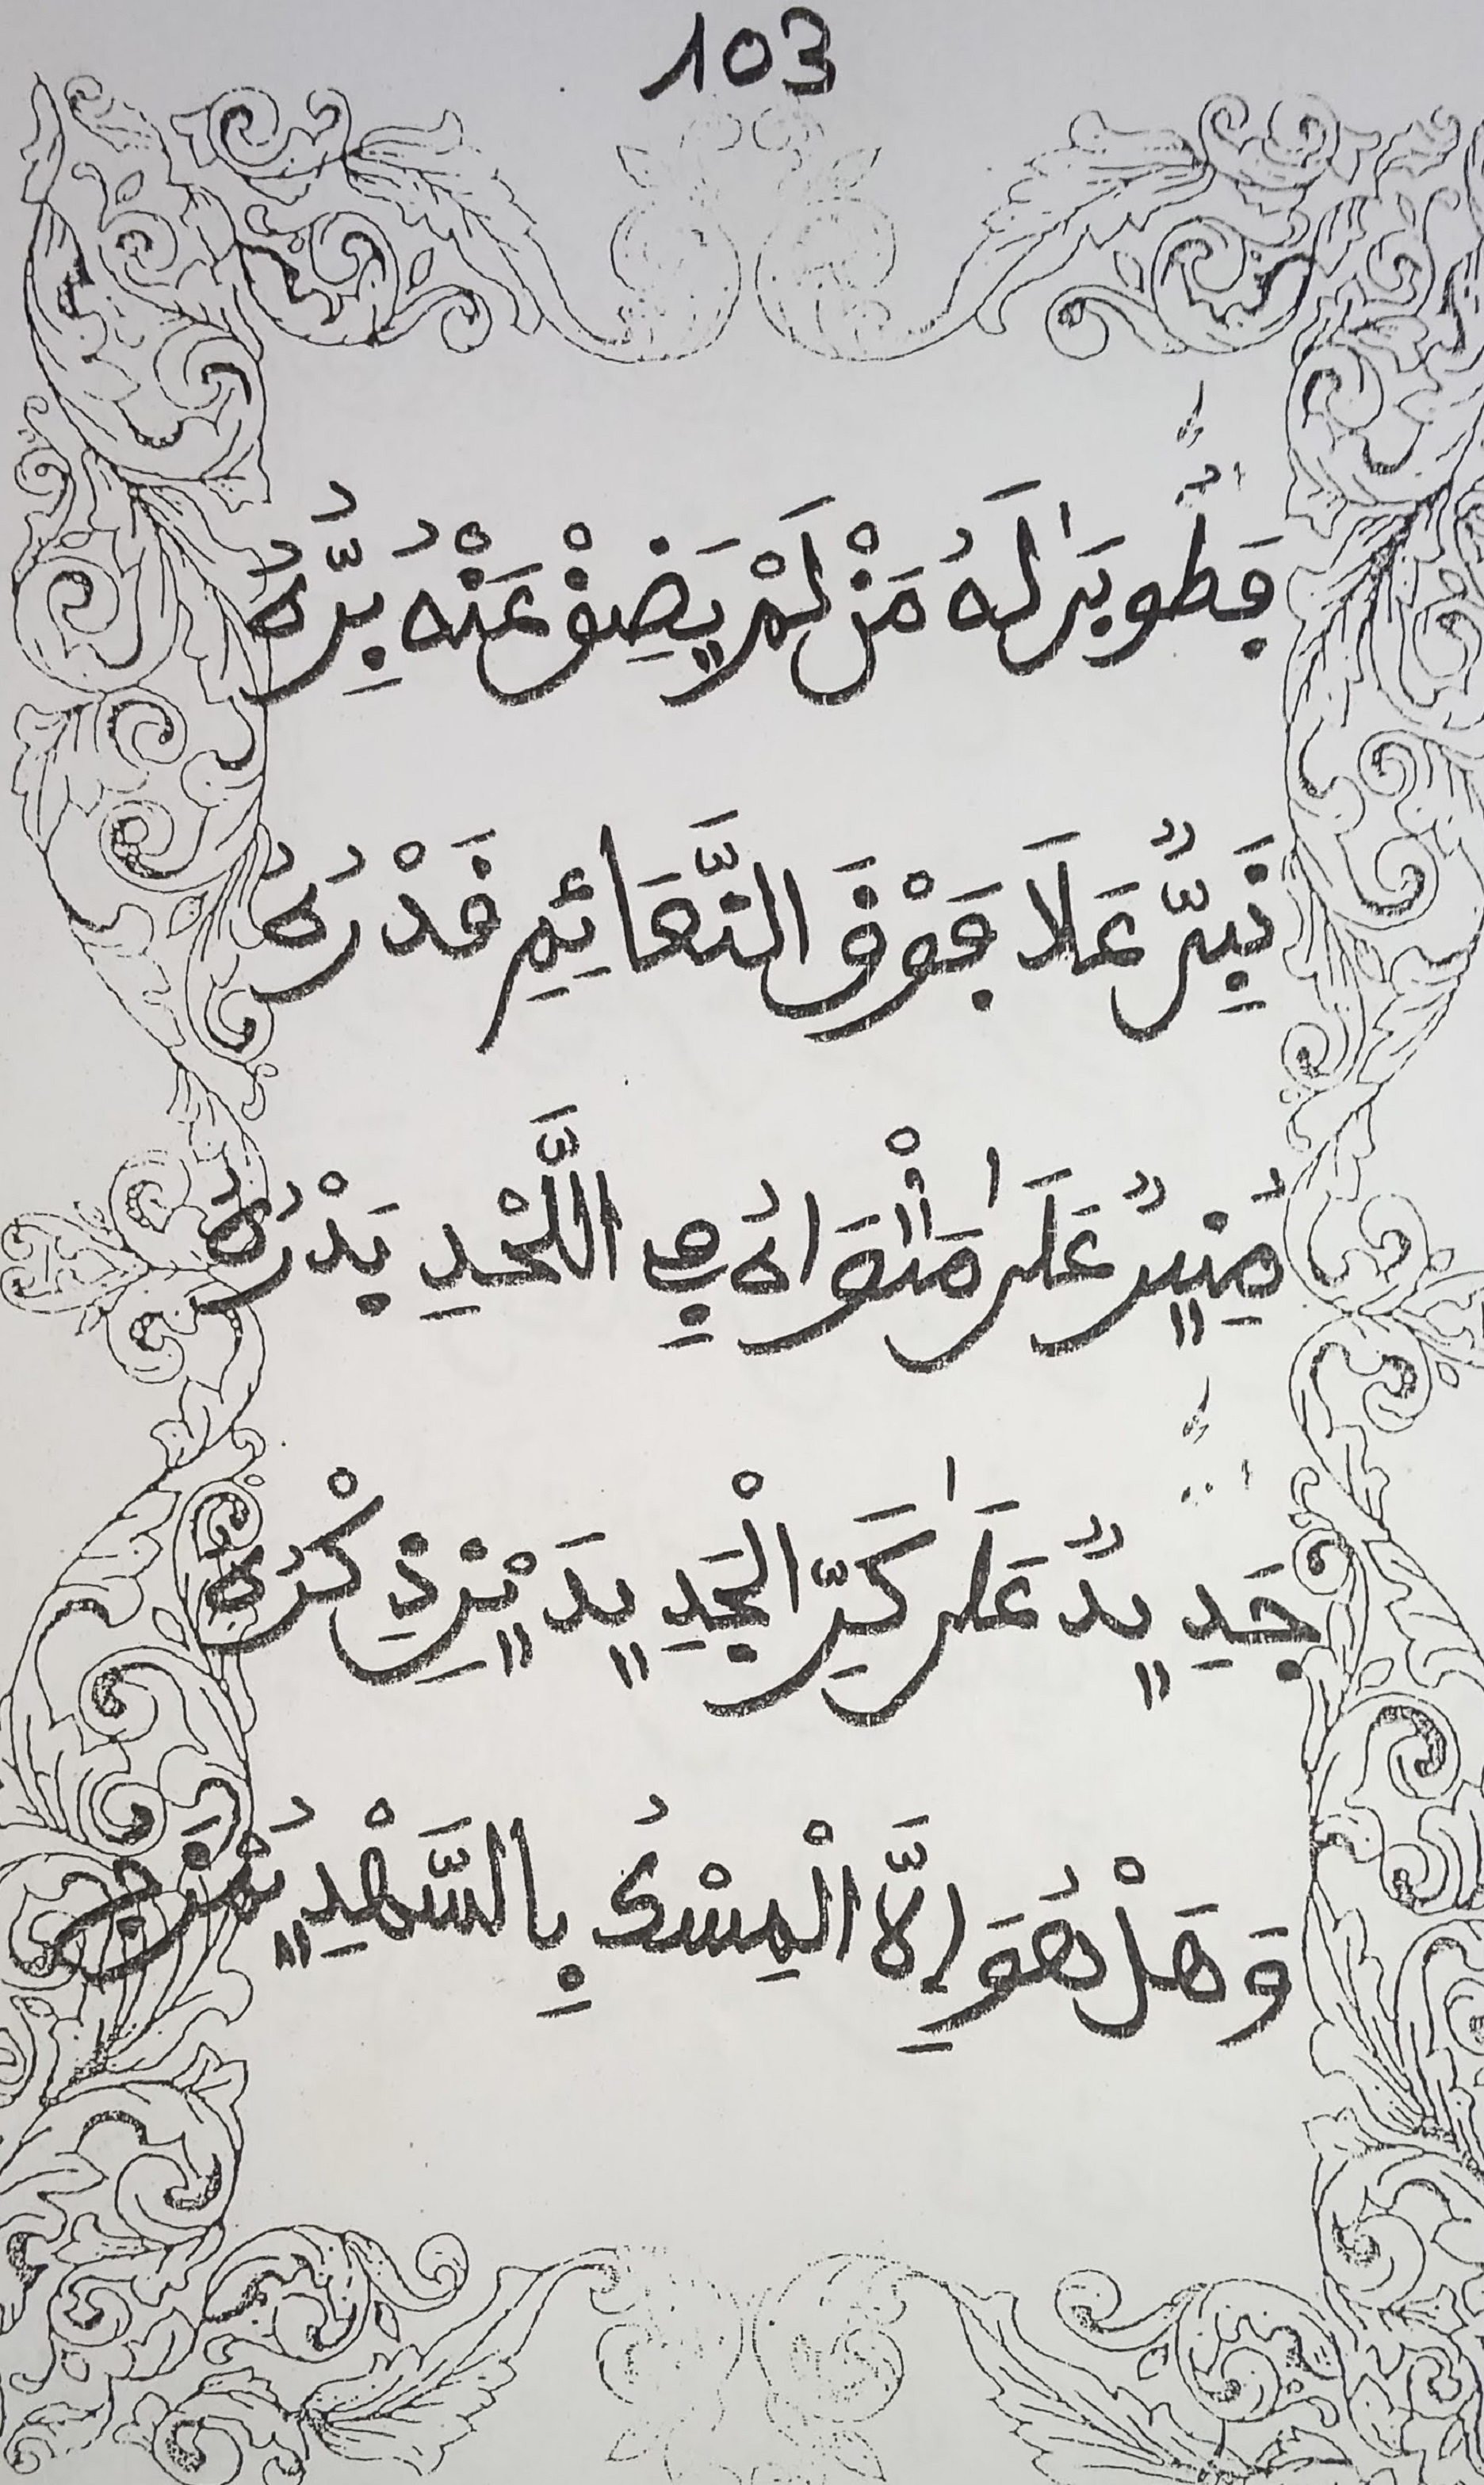 103
فَطُوبَىٰ لَهُ مَنْ لَمْ يَضِقْ عَنْهُ بِرُّهُ
نَبِيٌّ عَلَا فَوْقَ النَّعَائِمِ قَدْرُهُ
مُنِيرٌ عَلَىٰ مَثْوَاهُ فِي اللَّحْدِ بَدْرُهُ
جَدِيدٌ عَلَىٰ كَرِّ الْجَدِيدَيْنِ ذِكْرُهُ
وَهَلْ هُوَ إِلَّا الْمِسْكُ بِالشَّهْدِ يُمْزَجُ